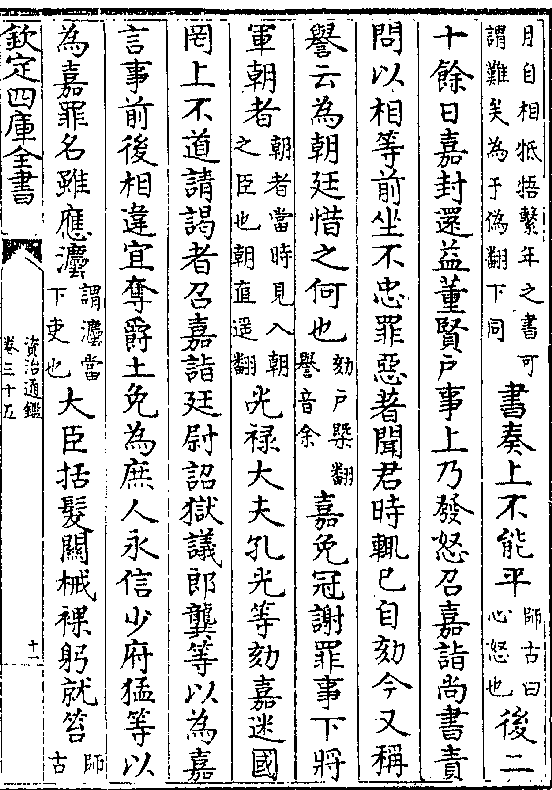 月自相抵牾繫年之書可謂難矣為于偽翻下同書奏上不能平師古曰心怒也後二
十餘日嘉封還益董賢戶事上乃發怒召嘉詣尚書責
問以相等前坐不忠罪惡著聞君時輒已自劾今又稱
譽云為朝廷惜之何也劾戶槩翻譽音余嘉免冠謝罪事下將
軍朝者朝者當時見入朝之臣也朝直遥翻光禄大夫孔光等劾嘉迷國
罔上不道請謁者召嘉詣廷尉詔獄議郎龔等以為嘉
言事前後相違宜奪爵土免為庶人永信少府猛等以
為嘉罪名雖應灋謂灋當下吏也大臣括髮關械裸躬就笞師古
欽定四庫全書
資治通鑑
卷三十五
十一